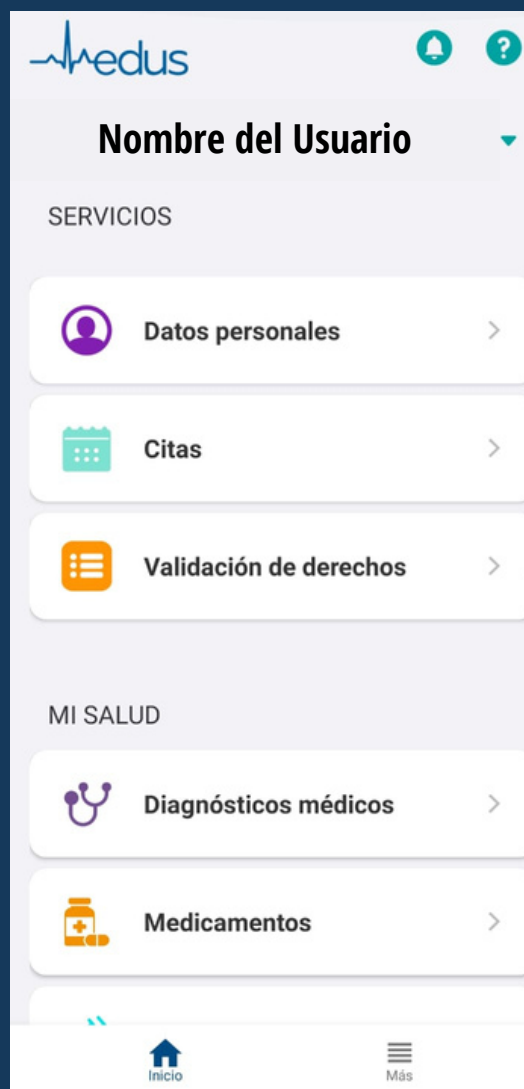 edus
Nombre del Usuario
SERVICIOS
Datos personales
Citas
Validación de derechos
MI SALUD
Diagnósticos médicos
Medicamentos
Inicio
Más